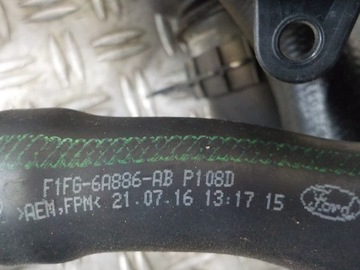 F1FG-6A886-AB P108D
>AEM,FPM< 21.07.16 13:17 15
Ford